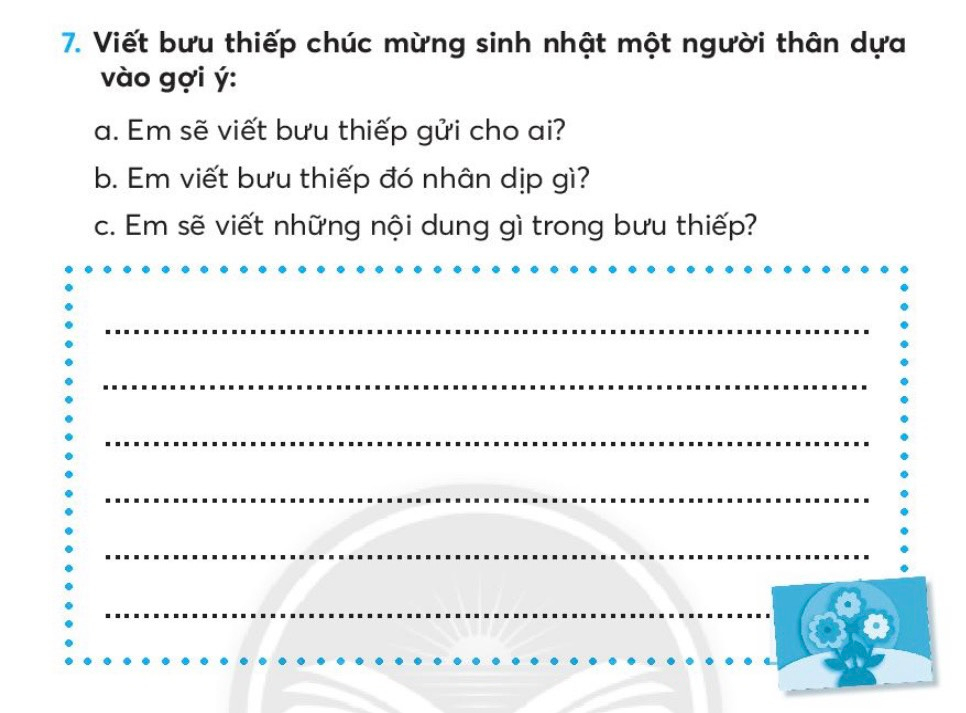 7. Viết bưu thiếp chúc mừng sinh nhật một người thân dựa
vào gợi ý:
a. Em sẽ viết bưu thiếp gửi cho ai?
b. Em viết bưu thiếp đó nhân dịp gì?
c. Em sẽ viết những nội dung gì trong bưu thiếp?